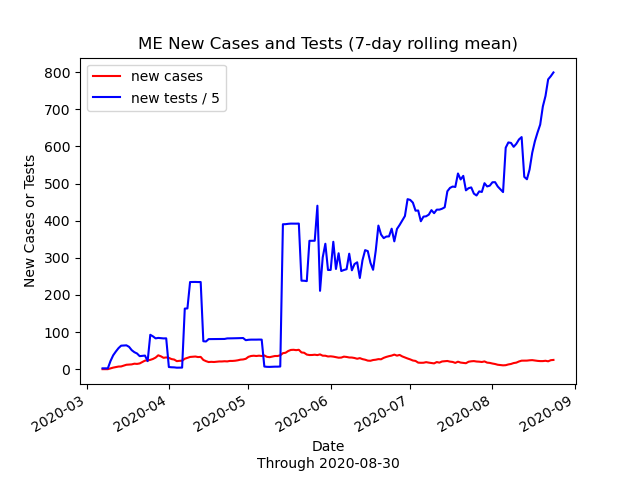 ME New Cases and Tests (7-day rolling mean)
new cases
new tests / 5
New Cases or Tests
800
700
600
500
400
300
200
100
0
2020-03
2020-04
2020-05
2020-06
2020-07
2020-08
2020-09
Date
Through 2020-08-30